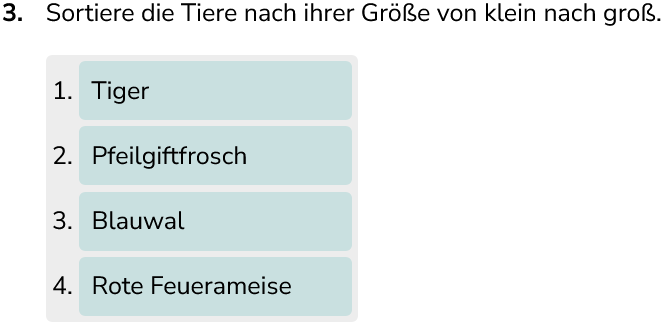 3. Sortiere die Tiere nach ihrer Größe von klein nach groß.
1. Tiger
2. Pfeilgiftfrosch
3. Blauwal
4. Rote Feuerameise